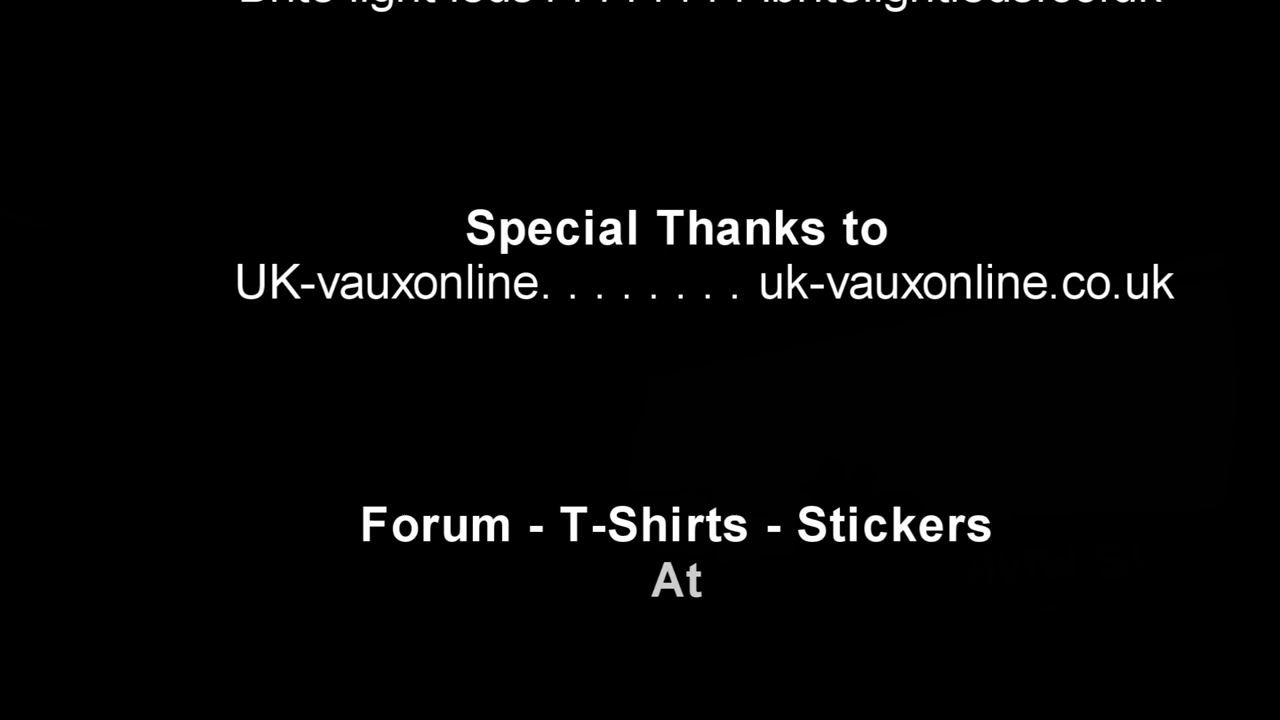 Special Thanks to
UK-vauxonline. . . . . . . . uk-vauxonline.co.uk
Forum - T-Shirts - Stickers
At